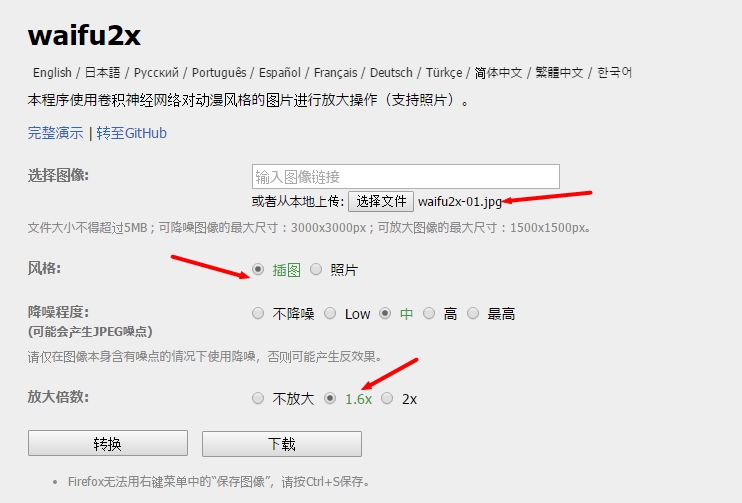 waifu2x
English / 日本語 / Русский / Português / Español / Français / Deutsch / Türkçe / 简体中文 / 繁體中文 / 한국어
本程序使用卷积神经网络对动漫风格的图片进行放大操作（支持照片）。
完整演示 | 转至GitHub
选择图像: 输入图像链接
或者从本地上传: 选择文件 waifu2x-01.jpg
文件大小不得超过5MB；可降噪图像的最大尺寸：3000x3000px；可放大图像的最大尺寸：1500x1500px。
风格: 插图 照片
降噪程度: 不降噪 Low 中 高 最高
(可能会产生JPEG噪点)
请仅在图像本身含有噪点的情况下使用降噪，否则可能产生反效果。
放大倍数: 不放大 1.6x 2x
转换 下载
• Firefox无法用右键菜单中的“保存图像”，请按Ctrl+S保存。